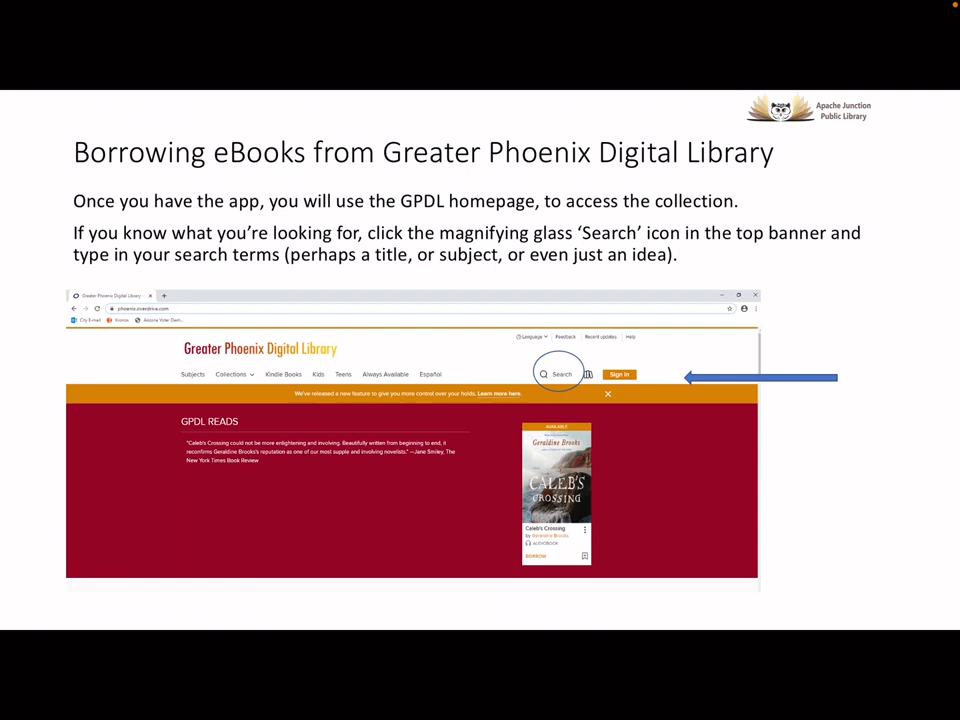 Apache Junction
Public Library
Borrowing eBooks from Greater Phoenix Digital Library
Once you have the app, you will use the GPDL homepage, to access the collection.
If you know what you’re looking for, click the magnifying glass ‘Search’ icon in the top banner and
type in your search terms (perhaps a title, or subject, or even just an idea).
Greater Phoenix Digital Library
phoenix.overdrive.com
City E-mail Kronos Arizona Voter Dem...
Language Feedback Recent updates Help
Greater Phoenix Digital Library
Subjects Collections Kindle Books Kids Teens Always Available Español Search Sign in
We've released a new feature to give you more control over your holds. Learn more here.
GPDL READS
"Caleb's Crossing could not be more enlightening and involving. Beautifully written from beginning to end, it
reconfirms Geraldine Brooks's reputation as one of our most supple and involving novelists." —Jane Smiley, The
New York Times Book Review
AVAILABLE
Geraldine Brooks
CALEB'S
CROSSING
Caleb's Crossing
by Geraldine Brooks
AUDIOBOOK
BORROW